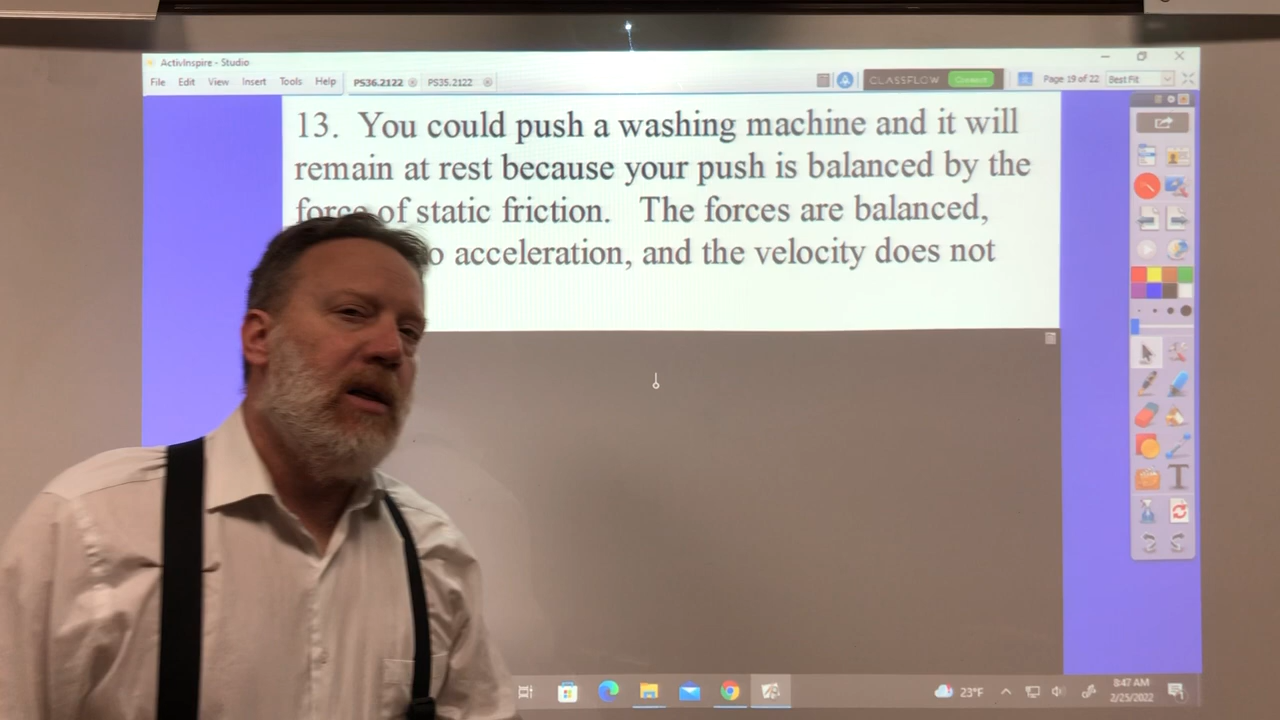 ActivInspire - Studio
File Edit View Insert Tools Help PS36.2122 PS35.2122 CLASSFLOW Connect Page 19 of 22 Best Fit
13. You could push a washing machine and it will
remain at rest because your push is balanced by the
force of static friction. The forces are balanced,
o acceleration, and the velocity does not
T
23°F
8:47 AM
2/25/2022